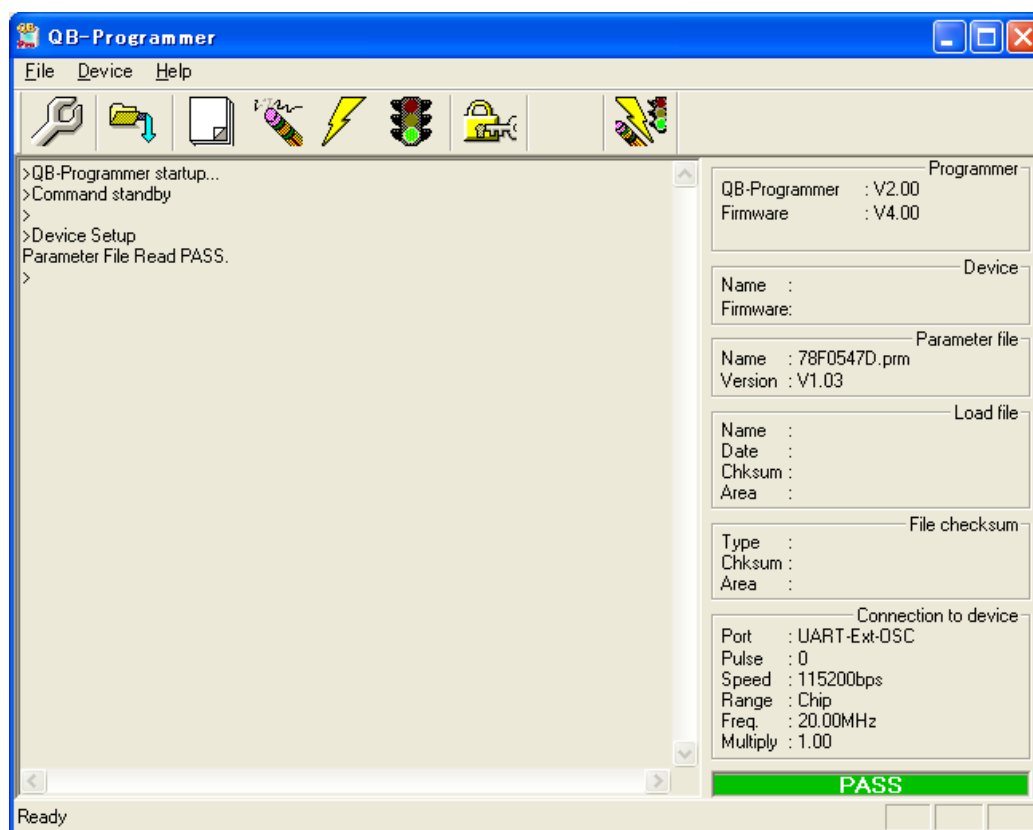 QB-Programmer
File Device Help
>QB-Programmer startup...
>Command standby
>
>Device Setup
Parameter File Read PASS.
>
Programmer
QB-Programmer : V2.00
Firmware : V4.00
Device
Name :
Firmware:
Parameter file
Name : 78F0547D.prm
Version : V1.03
Load file
Name :
Date :
Chksum :
Area :
File checksum
Type :
Chksum :
Area :
Connection to device
Port : UART-Ext-OSC
Pulse : 0
Speed : 115200bps
Range : Chip
Freq. : 20.00MHz
Multiply : 1.00
PASS
Ready